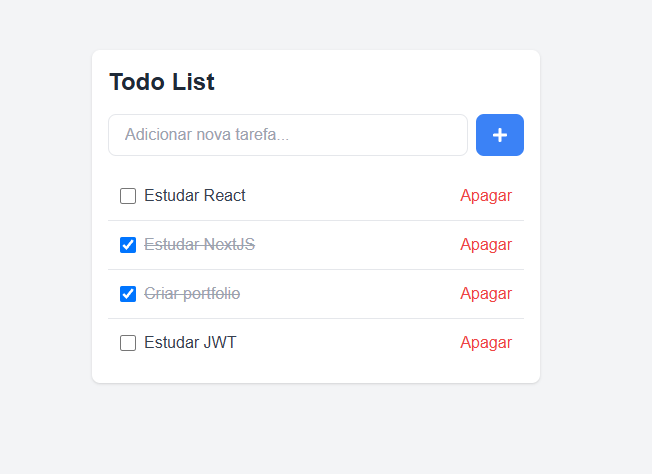 Todo List
Adicionar nova tarefa...
+
Estudar React Apagar
Estudar NextJS Apagar
Criar portfolio Apagar
Estudar JWT Apagar